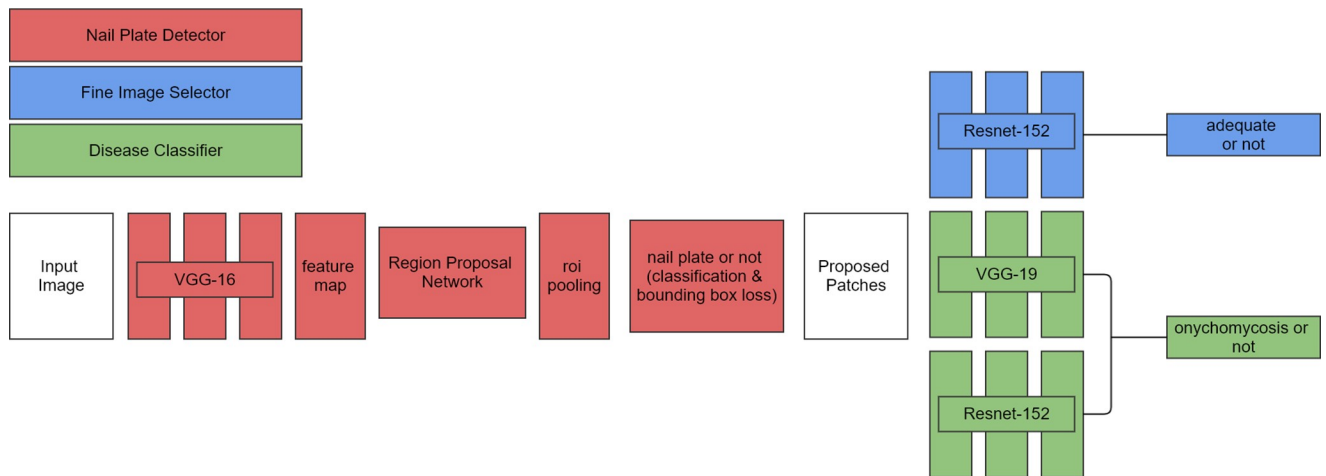 Nail Plate Detector
Fine Image Selector
Disease Classifier
Resnet-152
adequate
or not
Input
Image
VGG-16
feature
map
Region Proposal
Network
roi
pooling
nail plate or not
(classification &
bounding box loss)
Proposed
Patches
VGG-19
onychomycosis or
not
Resnet-152